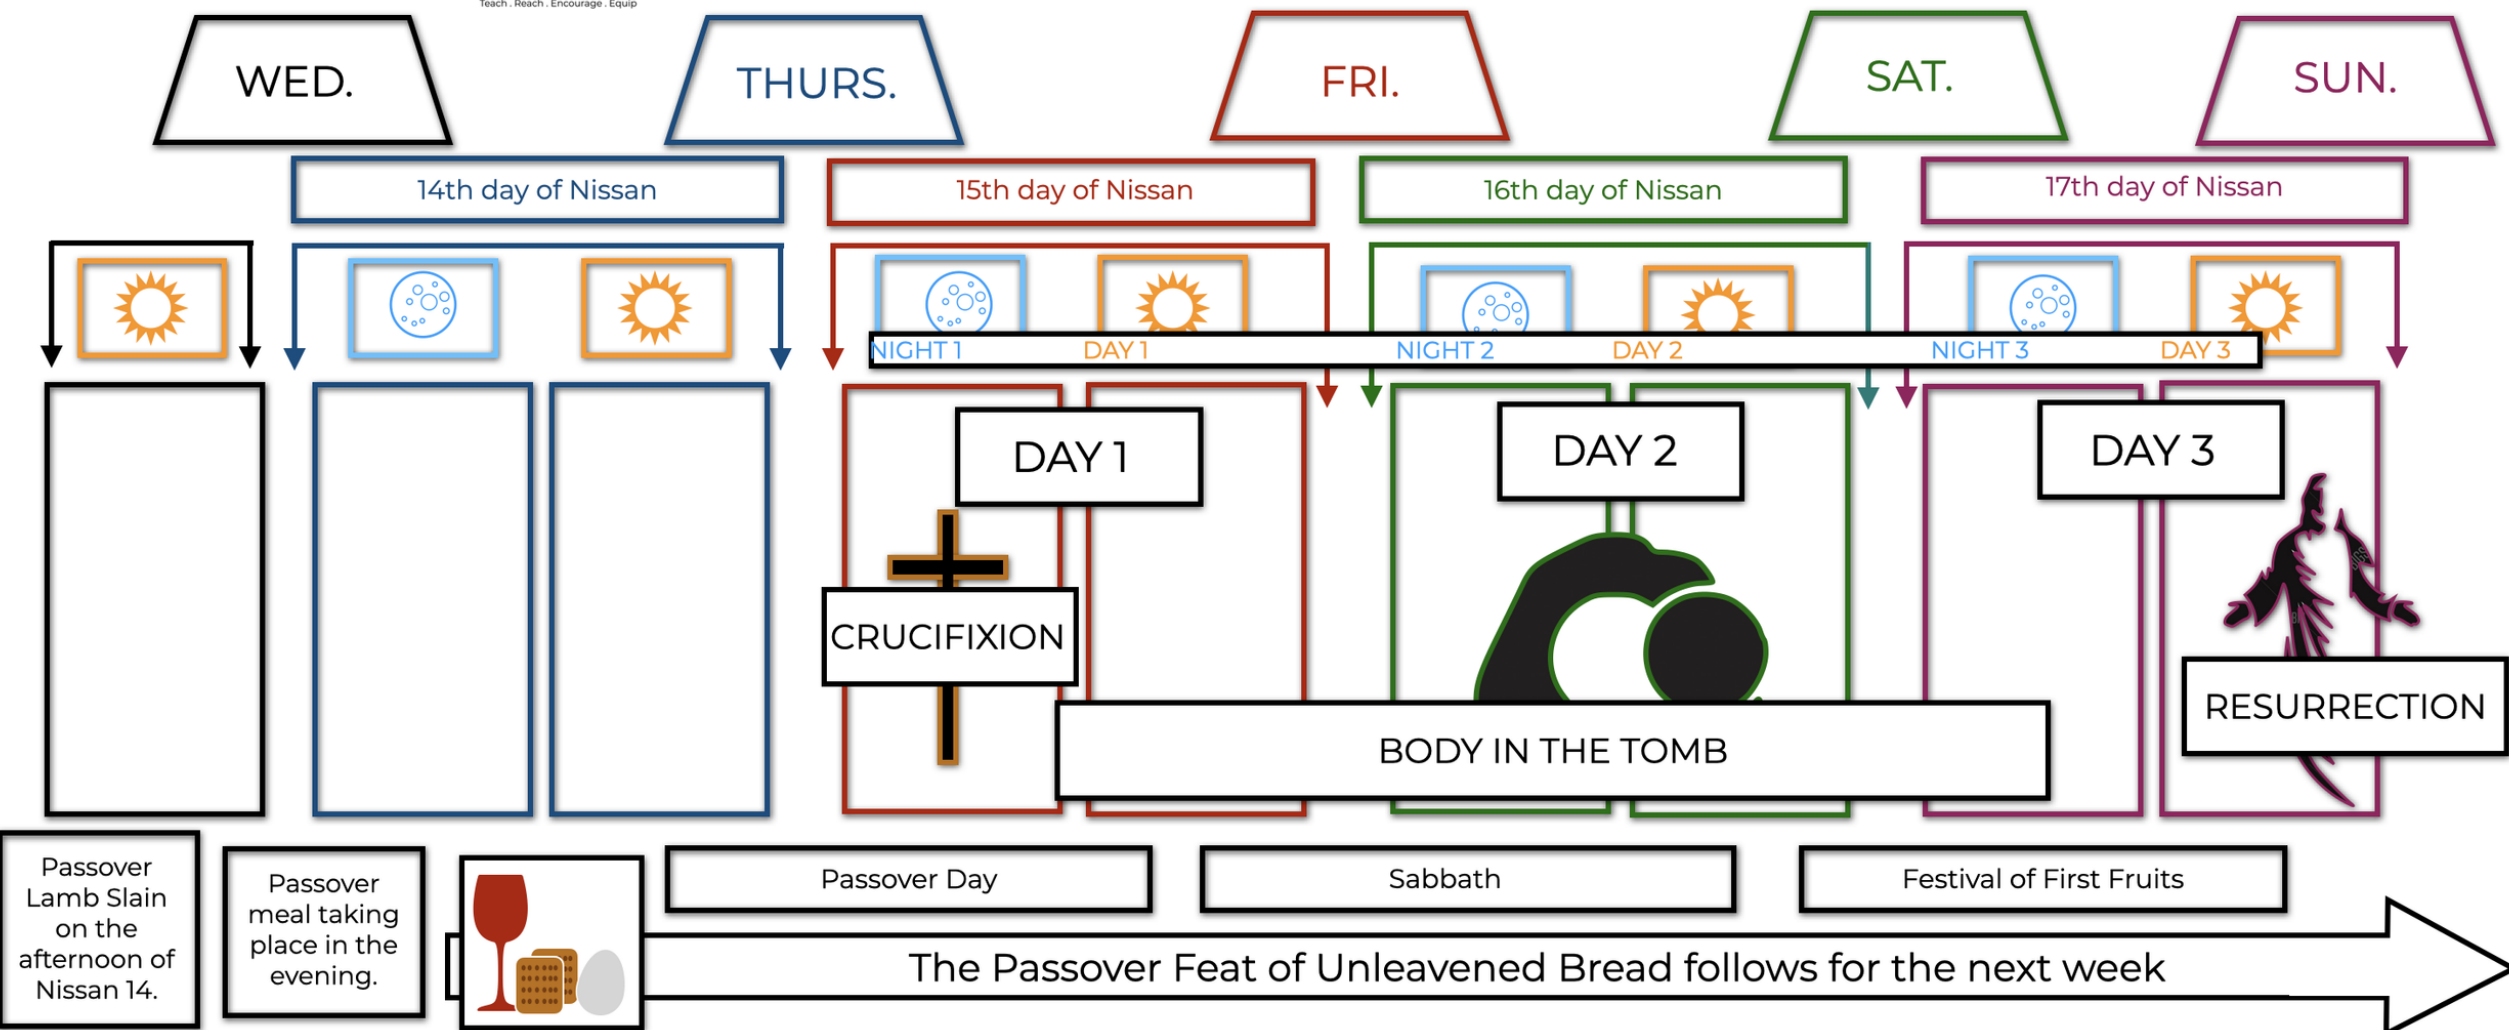 Teach . Reach . Encourage . Equip
WED.
THURS.
FRI.
SAT.
SUN.
14th day of Nissan
15th day of Nissan
16th day of Nissan
17th day of Nissan
NIGHT 1
DAY 1
NIGHT 2
DAY 2
NIGHT 3
DAY 3
DAY 1
DAY 2
DAY 3
CRUCIFIXION
BODY IN THE TOMB
RESURRECTION
Passover
Lamb Slain
on the
afternoon of
Nissan 14.
Passover
meal taking
place in the
evening.
Passover Day
Sabbath
Festival of First Fruits
The Passover Feat of Unleavened Bread follows for the next week